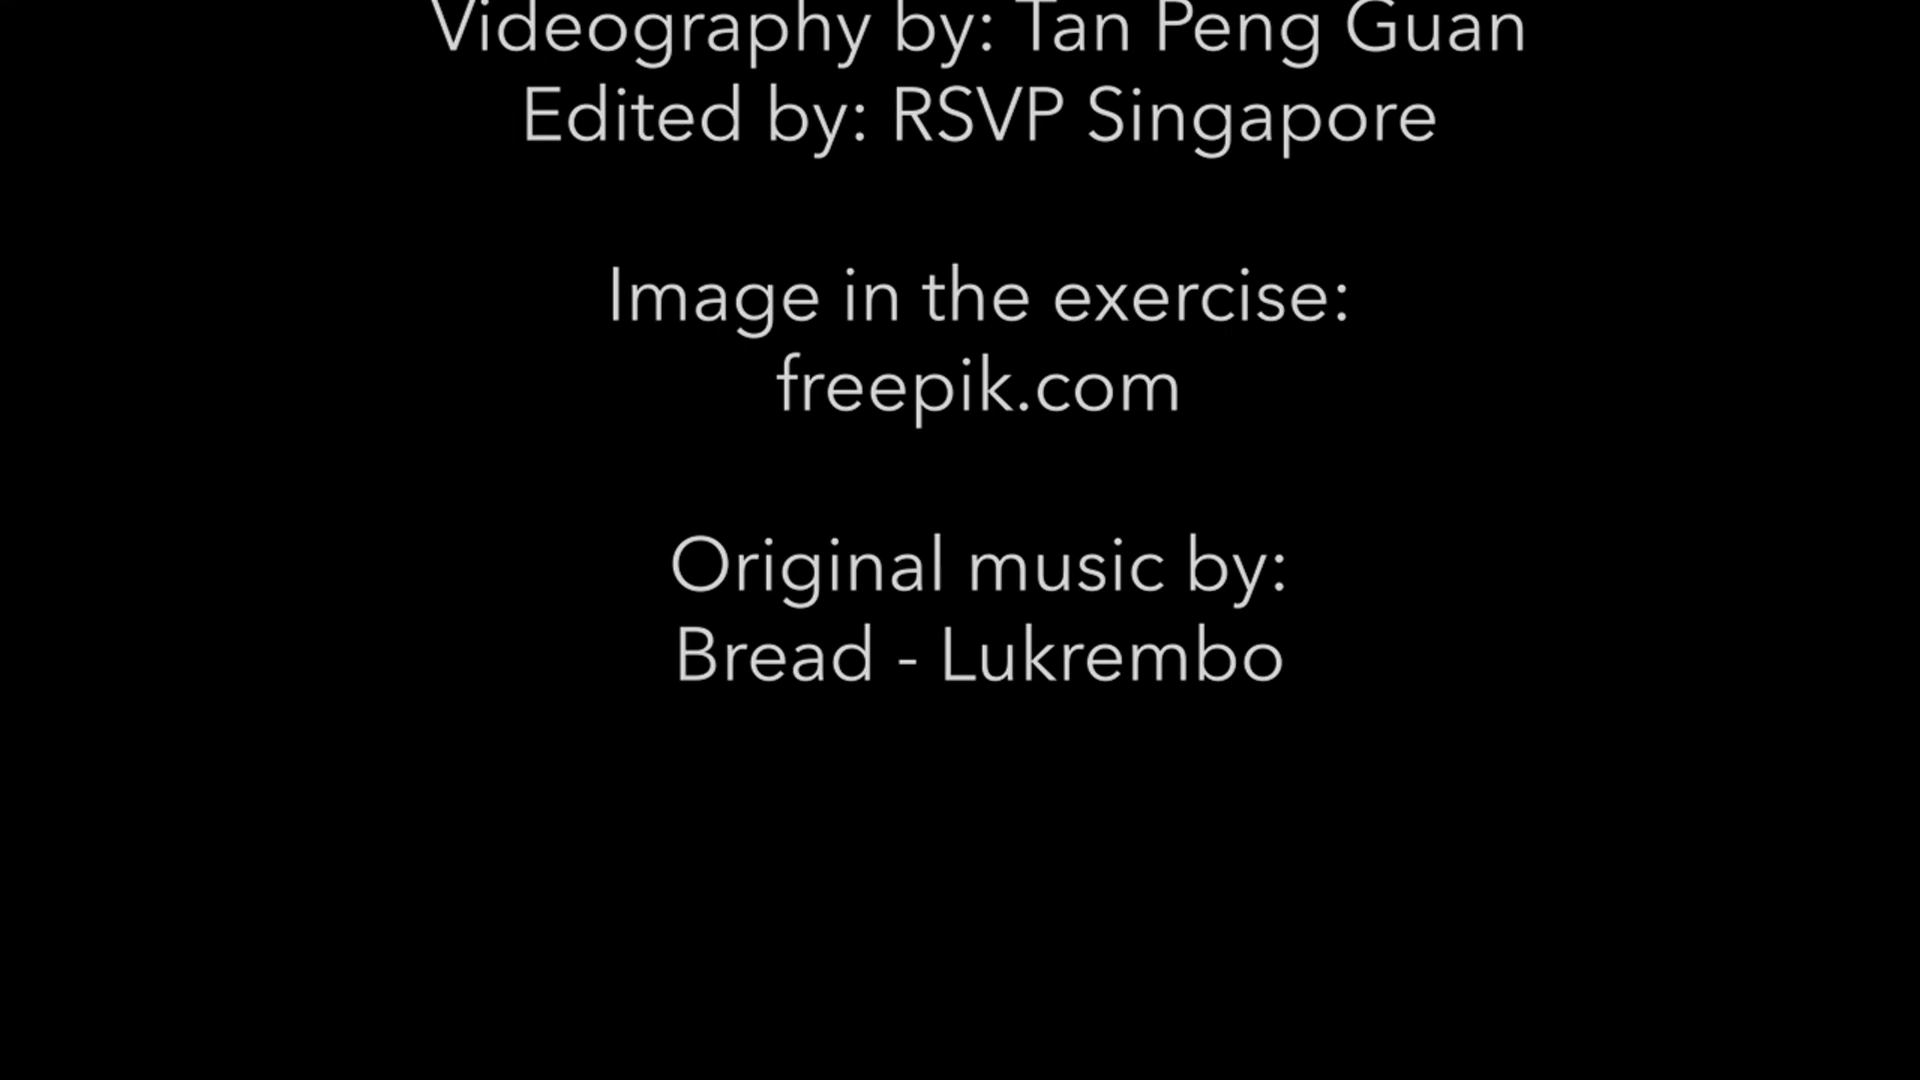 Videography by: Tan Peng Guan
Edited by: RSVP Singapore
Image in the exercise:
freepik.com
Original music by:
Bread - Lukrembo